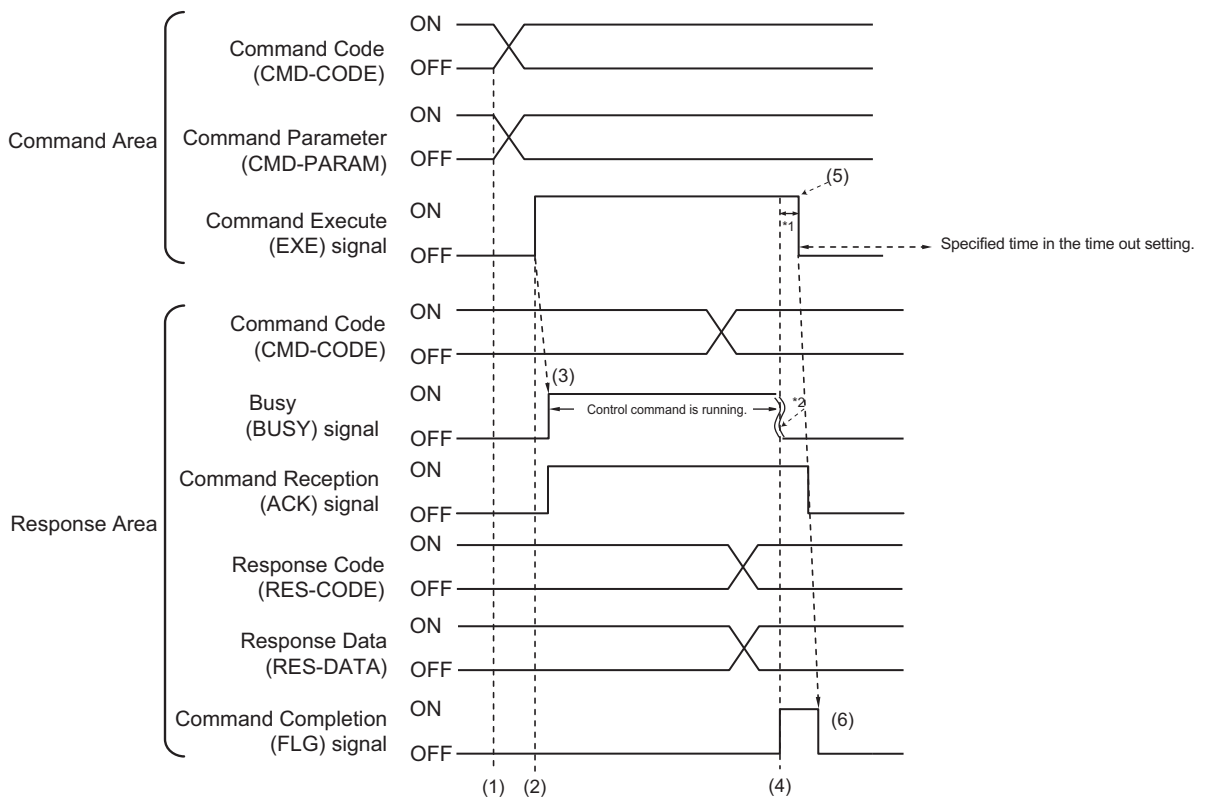 Command Area
Command Code
(CMD-CODE)
ON
OFF
Command Parameter
(CMD-PARAM)
ON
OFF
Command Execute
(EXE) signal
ON
OFF
(5)
*1
Specified time in the time out setting.
Response Area
Command Code
(CMD-CODE)
ON
OFF
Busy
(BUSY) signal
ON
OFF
(3)
Control command is running.
*2
Command Reception
(ACK) signal
ON
OFF
Response Code
(RES-CODE)
ON
OFF
Response Data
(RES-DATA)
ON
OFF
Command Completion
(FLG) signal
ON
OFF
(6)
(1)
(2)
(4)